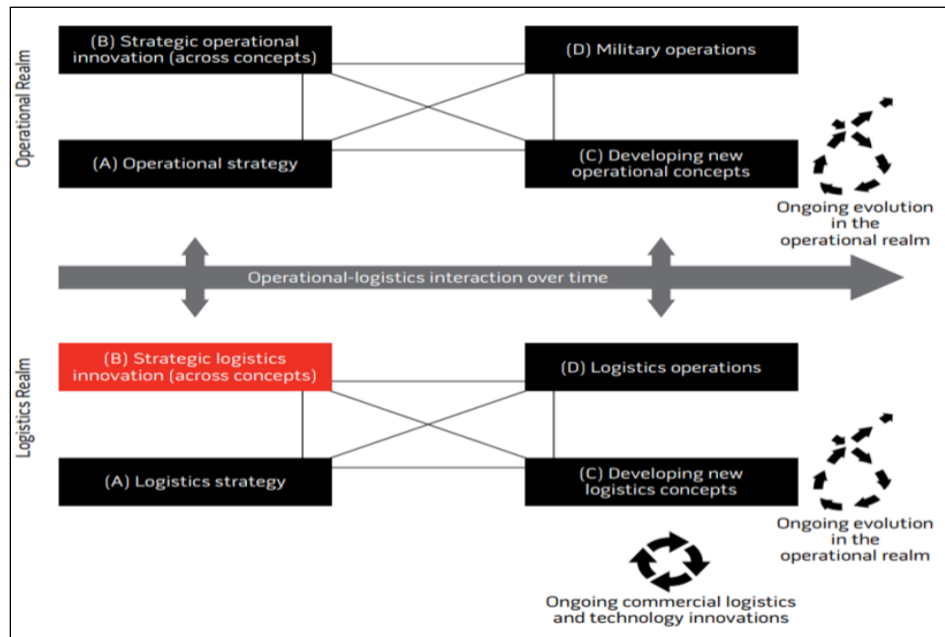 Operational Realm
(B) Strategic operational
innovation (across concepts)
(D) Military operations
(A) Operational strategy
(C) Developing new
operational concepts
Ongoing evolution
in the
operational realm
Operational-logistics interaction over time
Logistics Realm
(B) Strategic logistics
innovation (across concepts)
(D) Logistics operations
(A) Logistics strategy
(C) Developing new
logistics concepts
Ongoing evolution
in the
operational realm
Ongoing commercial logistics
and technology innovations